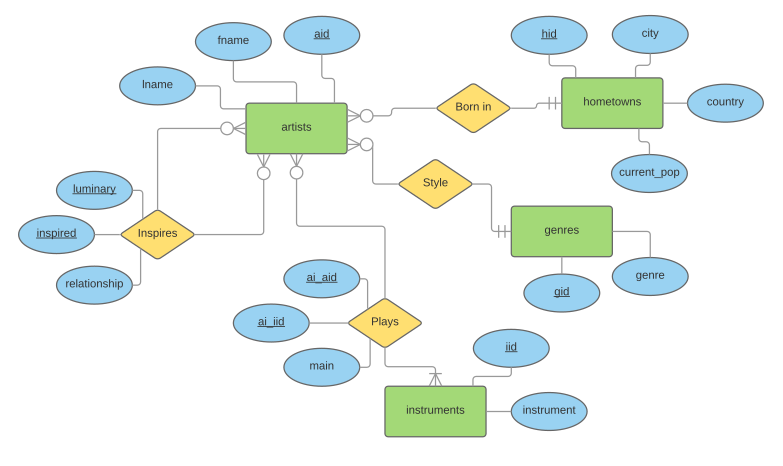 hid
city
fname
aid
lname
hometowns
country
Born in
artists
current_pop
Style
luminary
inspired
Inspires
genres
relationship
genre
gid
ai_aid
ai_iid
Plays
main
iid
instruments
instrument